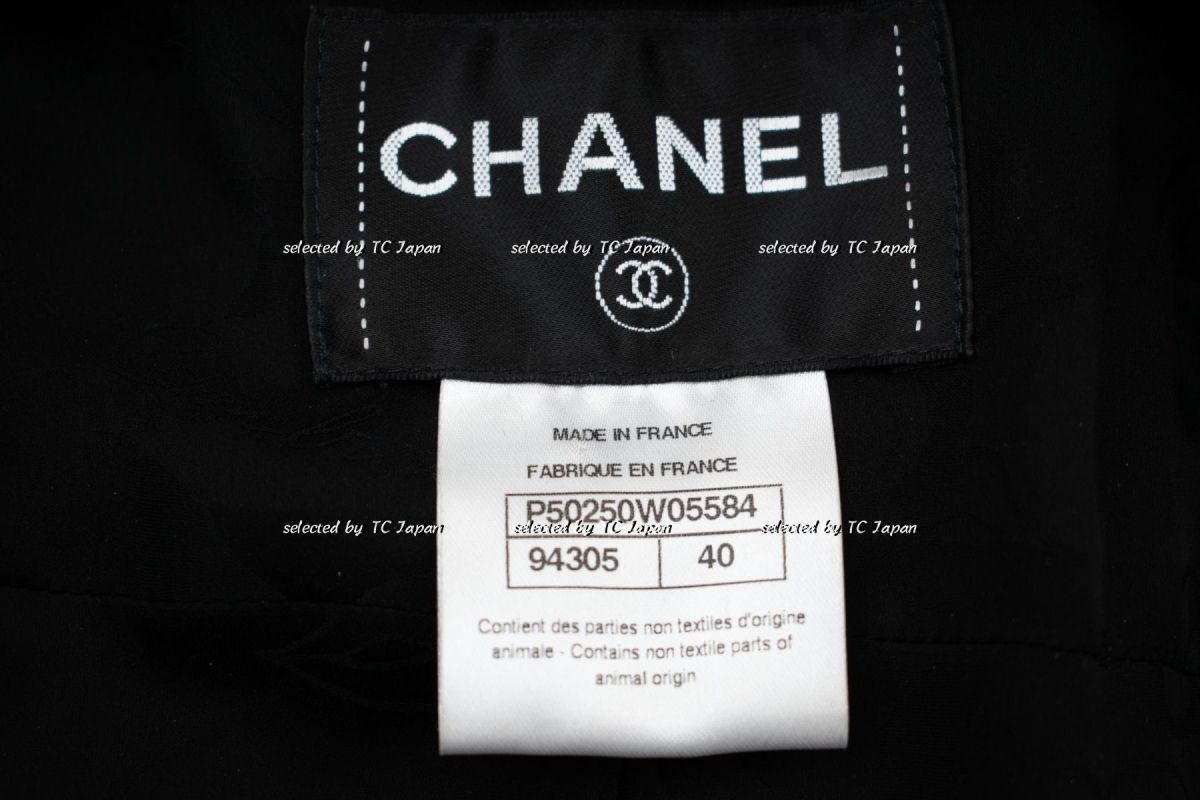 CHANEL
selected by TC Japan selected by TC Japan selected by TC Japan
MADE IN FRANCE
FABRIQUE EN FRANCE
P50250W05584
selected by TC Japan selected by TC Japan selected by TC Japan
94305 40
Contient des parties non textiles d'origine
animale - Contains non textile parts of
animal origin